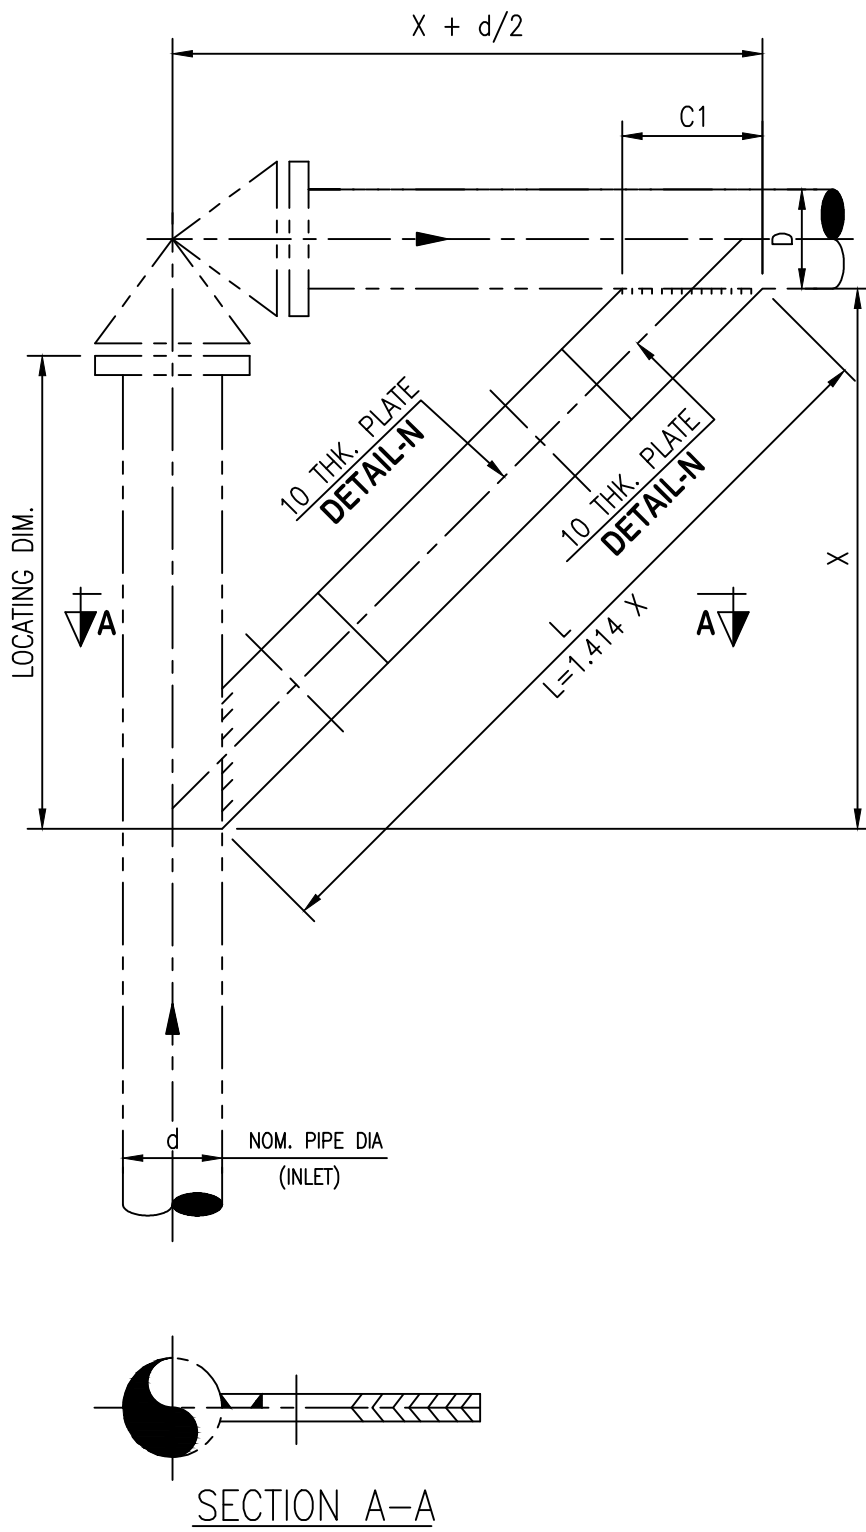 X + d/2
C1
D
10 THK. PLATE
DETAIL-N
10 THK. PLATE
DETAIL-N
LOCATING DIM.
X
A
A
L
L=1.414 X
d
NOM. PIPE DIA
(INLET)
SECTION A-A